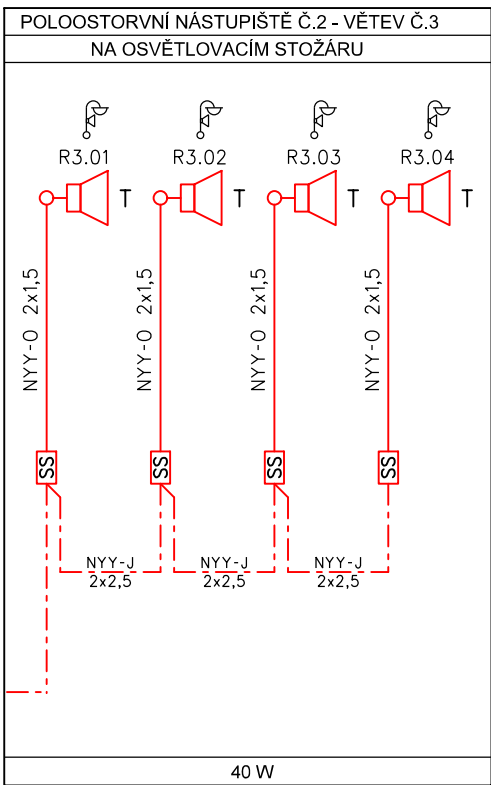 POLOOSTORVNÍ NÁSTUPIŠTĚ Č.2 - VĚTEV Č.3
NA OSVĚTLOVACÍM STOŽÁRU
R3.01 R3.02 R3.03 R3.04
T T T T
NYY-O 2x1,5 NYY-O 2x1,5 NYY-O 2x1,5 NYY-O 2x1,5
SS SS SS SS
NYY-J NYY-J NYY-J
2x2,5 2x2,5 2x2,5
40 W